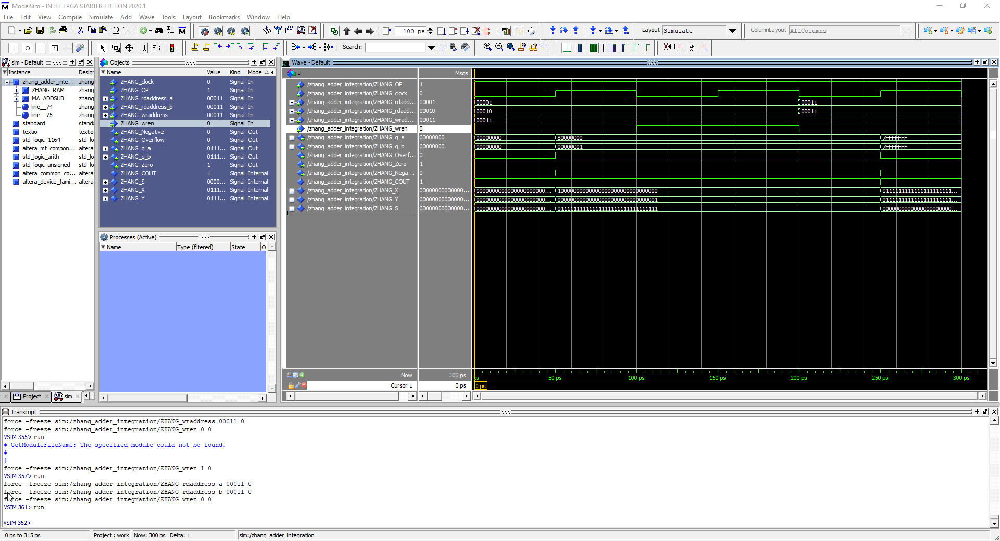 ModelSim - INTEL FPGA STARTER EDITION 2020.1
File Edit View Compile Simulate Add Wave Tools Layout Bookmarks Window Help
100 ps
Layout Simulate
ColumnLayout AllColumns
Search:
sim - Default
Instance Design
zhang_adder_inte... zhang
ZHANG_RAM zhang
MA_ADDSUB zhang
line__74 zhang
line__75 zhang
standard standa
textio textio
std_logic_1164 std_lo
altera_mf_compon... altera
std_logic_arith std_lo
std_logic_unsigned std_lo
altera_common_co... altera
altera_device_fami... altera
Project
sim
Objects
Name Value Kind Mode
ZHANG_clock 0 Signal In
ZHANG_OP 1 Signal In
ZHANG_rdaddress_a 00011 Signal In
ZHANG_rdaddress_b 00011 Signal In
ZHANG_wraddress 00011 Signal In
ZHANG_wren 0 Signal In
ZHANG_Negative 0 Signal Out
ZHANG_Overflow 0 Signal Out
ZHANG_q_a 0111... Signal Out
ZHANG_q_b 0111... Signal Out
ZHANG_Zero 1 Signal Out
ZHANG_COUT 1 Signal Internal
ZHANG_S 0000... Signal Internal
ZHANG_X 0111... Signal Internal
ZHANG_Y 0111... Signal Internal
Processes (Active)
Name Type (filtered) State O
Wave - Default
Msgs
/zhang_adder_integration/ZHANG_OP 1
/zhang_adder_integration/ZHANG_clock 0
/zhang_adder_integration/ZHANG_rdadd... 00001 00001 00011
/zhang_adder_integration/ZHANG_rdadd... 00010 00010 00011
/zhang_adder_integration/ZHANG_wrad... 00011 00011
/zhang_adder_integration/ZHANG_wren 0
/zhang_adder_integration/ZHANG_q_a 00000000 00000000 80000000 7FFFFFFF
/zhang_adder_integration/ZHANG_q_b 00000000 00000000 00000001 7FFFFFFF
/zhang_adder_integration/ZHANG_Overf... 0
/zhang_adder_integration/ZHANG_Zero 1
/zhang_adder_integration/ZHANG_Nega... 0
/zhang_adder_integration/ZHANG_COUT 1
/zhang_adder_integration/ZHANG_X 00000000000000... 000000000000000000000... 10000000000000000000000000000000 0111111111111111111111...
/zhang_adder_integration/ZHANG_Y 00000000000000... 000000000000000000000... 00000000000000000000000000000001 0111111111111111111111...
/zhang_adder_integration/ZHANG_S 00000000000000... 000000000000000000000... 01111111111111111111111111111111 0000000000000000000000...
Now 300 ps
ps 50 ps 100 ps 150 ps 200 ps 250 ps 300 ps
Cursor 1 0 ps
0 ps
Transcript
force -freeze sim:/zhang_adder_integration/ZHANG_wraddress 00011 0
force -freeze sim:/zhang_adder_integration/ZHANG_wren 0 0
VSIM 355> run
# GetModuleFileName: The specified module could not be found.
#
#
force -freeze sim:/zhang_adder_integration/ZHANG_wren 1 0
VSIM 357> run
force -freeze sim:/zhang_adder_integration/ZHANG_rdaddress_a 00011 0
force -freeze sim:/zhang_adder_integration/ZHANG_rdaddress_b 00011 0
force -freeze sim:/zhang_adder_integration/ZHANG_wren 0 0
VSIM 361> run
VSIM 362>
0 ps to 315 ps
Project : work
Now: 300 ps Delta: 1
sim:/zhang_adder_integration